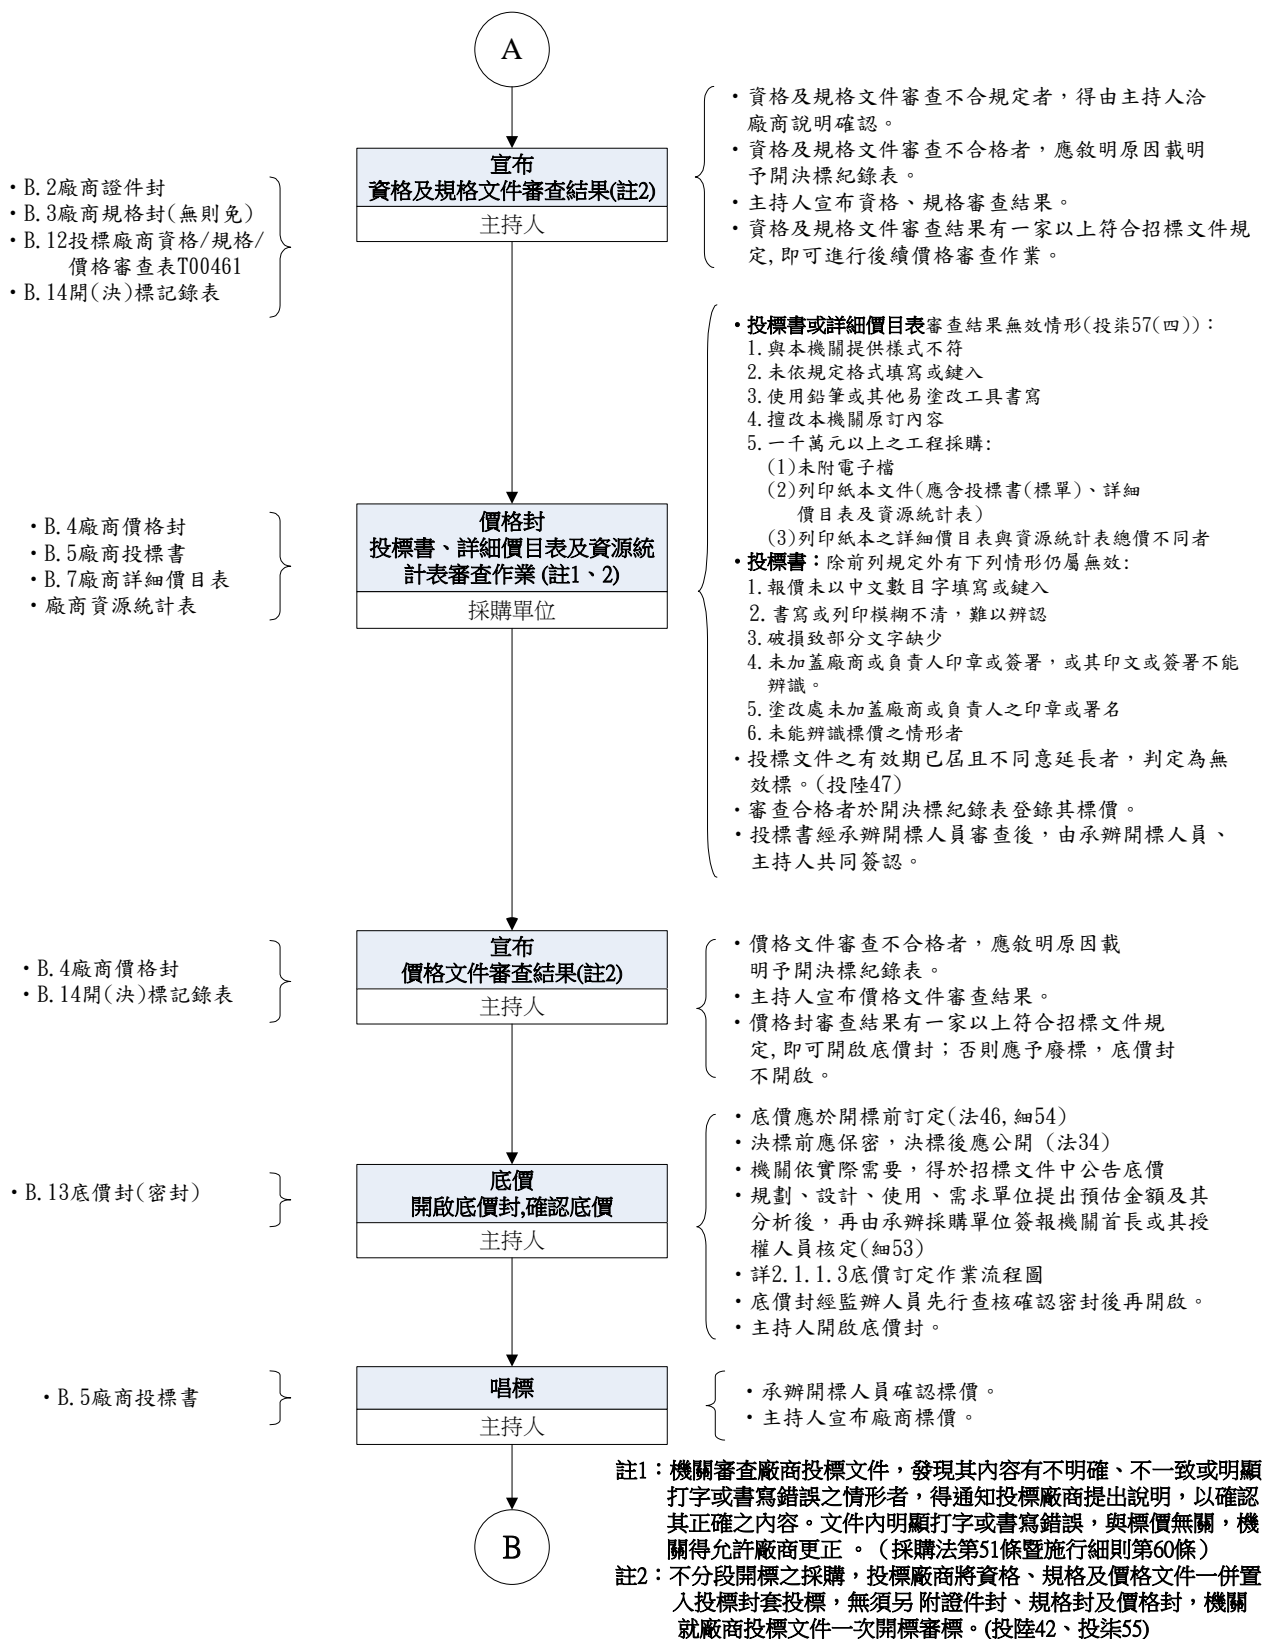 A
宣布
資格及規格文件審查結果(註2)
主持人
・B.2廠商證件封
・B.3廠商規格封(無則免)
・B.12投標廠商資格/規格/
價格審查表T00461
・B.14開(決)標記錄表
・資格及規格文件審查不合規定者，得由主持人洽
廠商說明確認。
・資格及規格文件審查不合格者，應敘明原因載明
予開決標紀錄表。
・主持人宣布資格、規格審查結果。
・資格及規格文件審查結果有一家以上符合招標文件規
定,即可進行後續價格審查作業。
價格封
投標書、詳細價目表及資源統
計表審查作業 (註1、2)
採購單位
・B.4廠商價格封
・B.5廠商投標書
・B.7廠商詳細價目表
・廠商資源統計表
・投標書或詳細價目表審查結果無效情形(投柒57(四))：
1.與本機關提供樣式不符
2.未依規定格式填寫或鍵入
3.使用鉛筆或其他易塗改工具書寫
4.擅改本機關原訂內容
5.一千萬元以上之工程採購:
(1)未附電子檔
(2)列印紙本文件(應含投標書(標單)、詳細
價目表及資源統計表)
(3)列印紙本之詳細價目表與資源統計表總價不同者
・投標書：除前列規定外有下列情形仍屬無效:
1.報價未以中文數目字填寫或鍵入
2.書寫或列印模糊不清，難以辨認
3.破損致部分文字缺少
4.未加蓋廠商或負責人印章或簽署，或其印文或簽署不能
辨識。
5.塗改處未加蓋廠商或負責人之印章或署名
6.未能辨識標價之情形者
・投標文件之有效期已屆且不同意延長者，判定為無
效標。(投陸47)
・審查合格者於開決標紀錄表登錄其標價。
・投標書經承辦開標人員審查後，由承辦開標人員、
主持人共同簽認。
宣布
價格文件審查結果(註2)
主持人
・B.4廠商價格封
・B.14開(決)標記錄表
・價格文件審查不合格者，應敘明原因載
明予開決標紀錄表。
・主持人宣布價格文件審查結果。
・價格封審查結果有一家以上符合招標文件規
定,即可開啟底價封；否則應予廢標，底價封
不開啟。
底價
開啟底價封,確認底價
主持人
・B.13底價封(密封)
・底價應於開標前訂定(法46,細54)
・決標前應保密，決標後應公開 (法34)
・機關依實際需要，得於招標文件中公告底價
・規劃、設計、使用、需求單位提出預估金額及其
分析後，再由承辦採購單位簽報機關首長或其授
權人員核定(細53)
・詳2.1.1.3底價訂定作業流程圖
・底價封經監辦人員先行查核確認密封後再開啟。
・主持人開啟底價封。
唱標
主持人
・B.5廠商投標書
・承辦開標人員確認標價。
・主持人宣布廠商標價。
B
註1：機關審查廠商投標文件，發現其內容有不明確、不一致或明顯
打字或書寫錯誤之情形者，得通知投標廠商提出說明，以確認
其正確之內容。文件內明顯打字或書寫錯誤，與標價無關，機
關得允許廠商更正 。（採購法第51條暨施行細則第60條）
註2：不分段開標之採購，投標廠商將資格、規格及價格文件一併置
入投標封套投標，無須另 附證件封、規格封及價格封，機關
就廠商投標文件一次開標審標。(投陸42、投柒55)